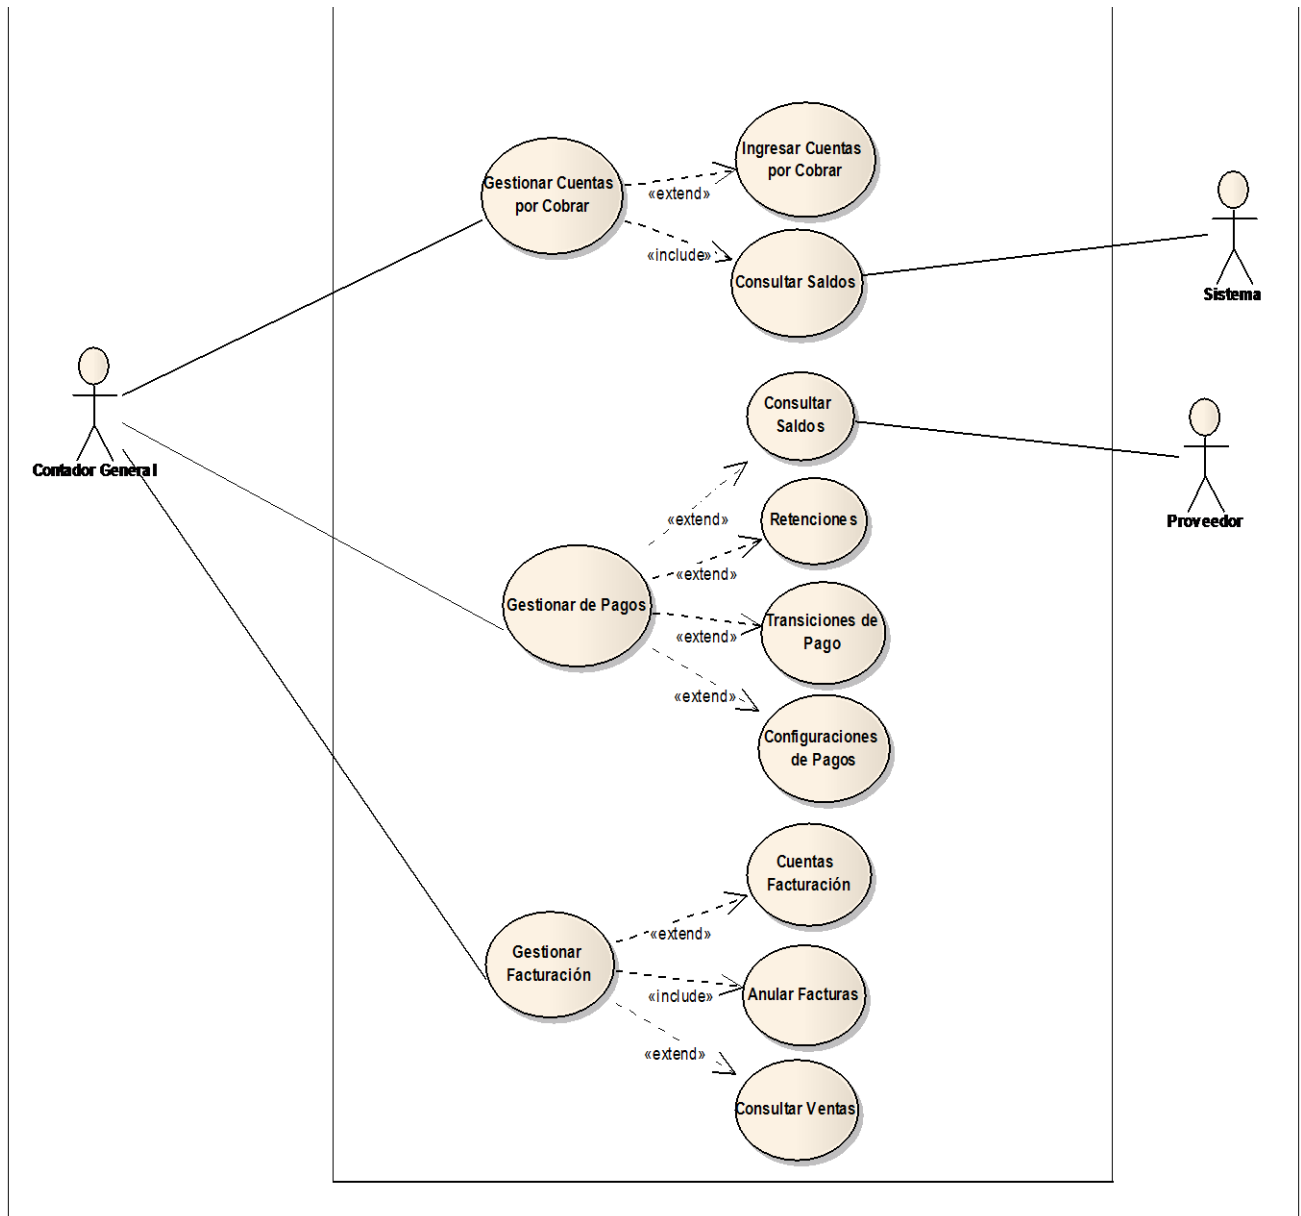 Ingresar Cuentas
por Cobrar
Gestionar Cuentas
por Cobrar
«extend»
«include»
Consultar Saldos
Sistema
Contador General
Consultar
Saldos
Proveedor
«extend»
Retenciones
«extend»
Gestionar de Pagos
Transiciones de
Pago
«extend»
«extend»
Configuraciones
de Pagos
Cuentas
Facturación
«extend»
Gestionar
Facturación
Anular Facturas
«include»
«extend»
Consultar Ventas